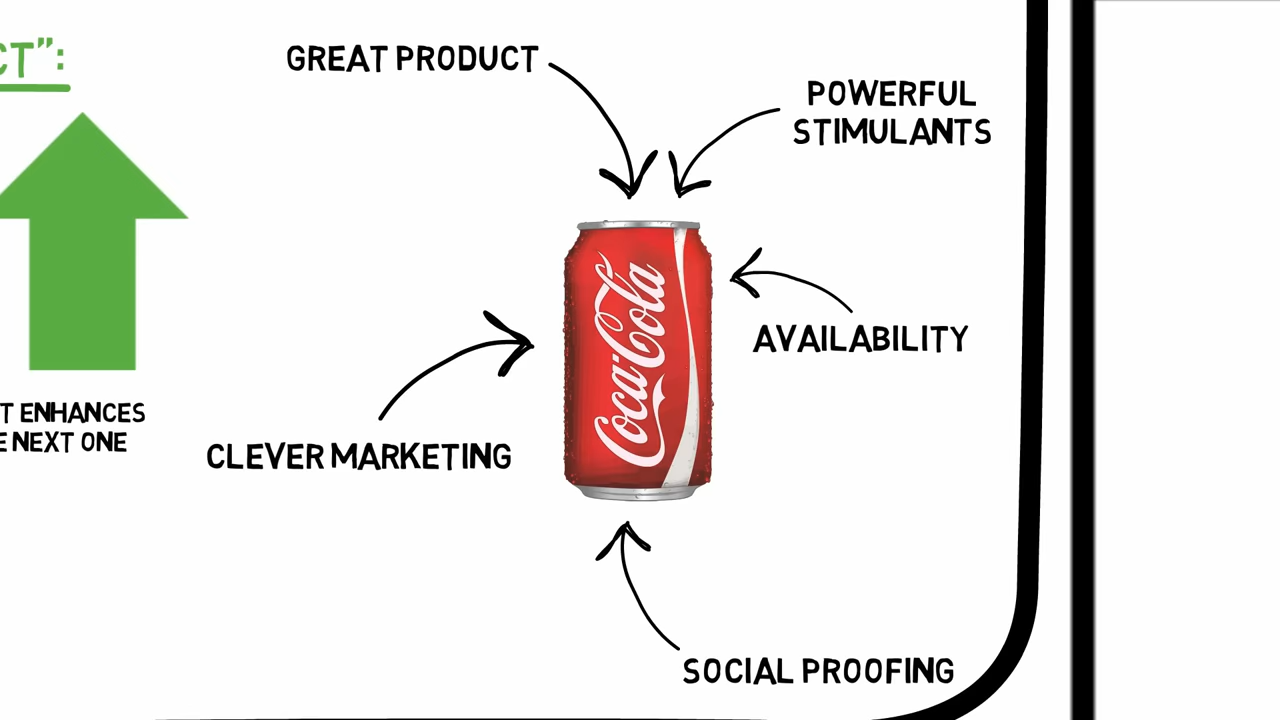 CT”:
GREAT PRODUCT
POWERFUL
STIMULANTS
Coca-Cola
AVAILABILITY
T ENHANCES
E NEXT ONE
CLEVER MARKETING
SOCIAL PROOFING